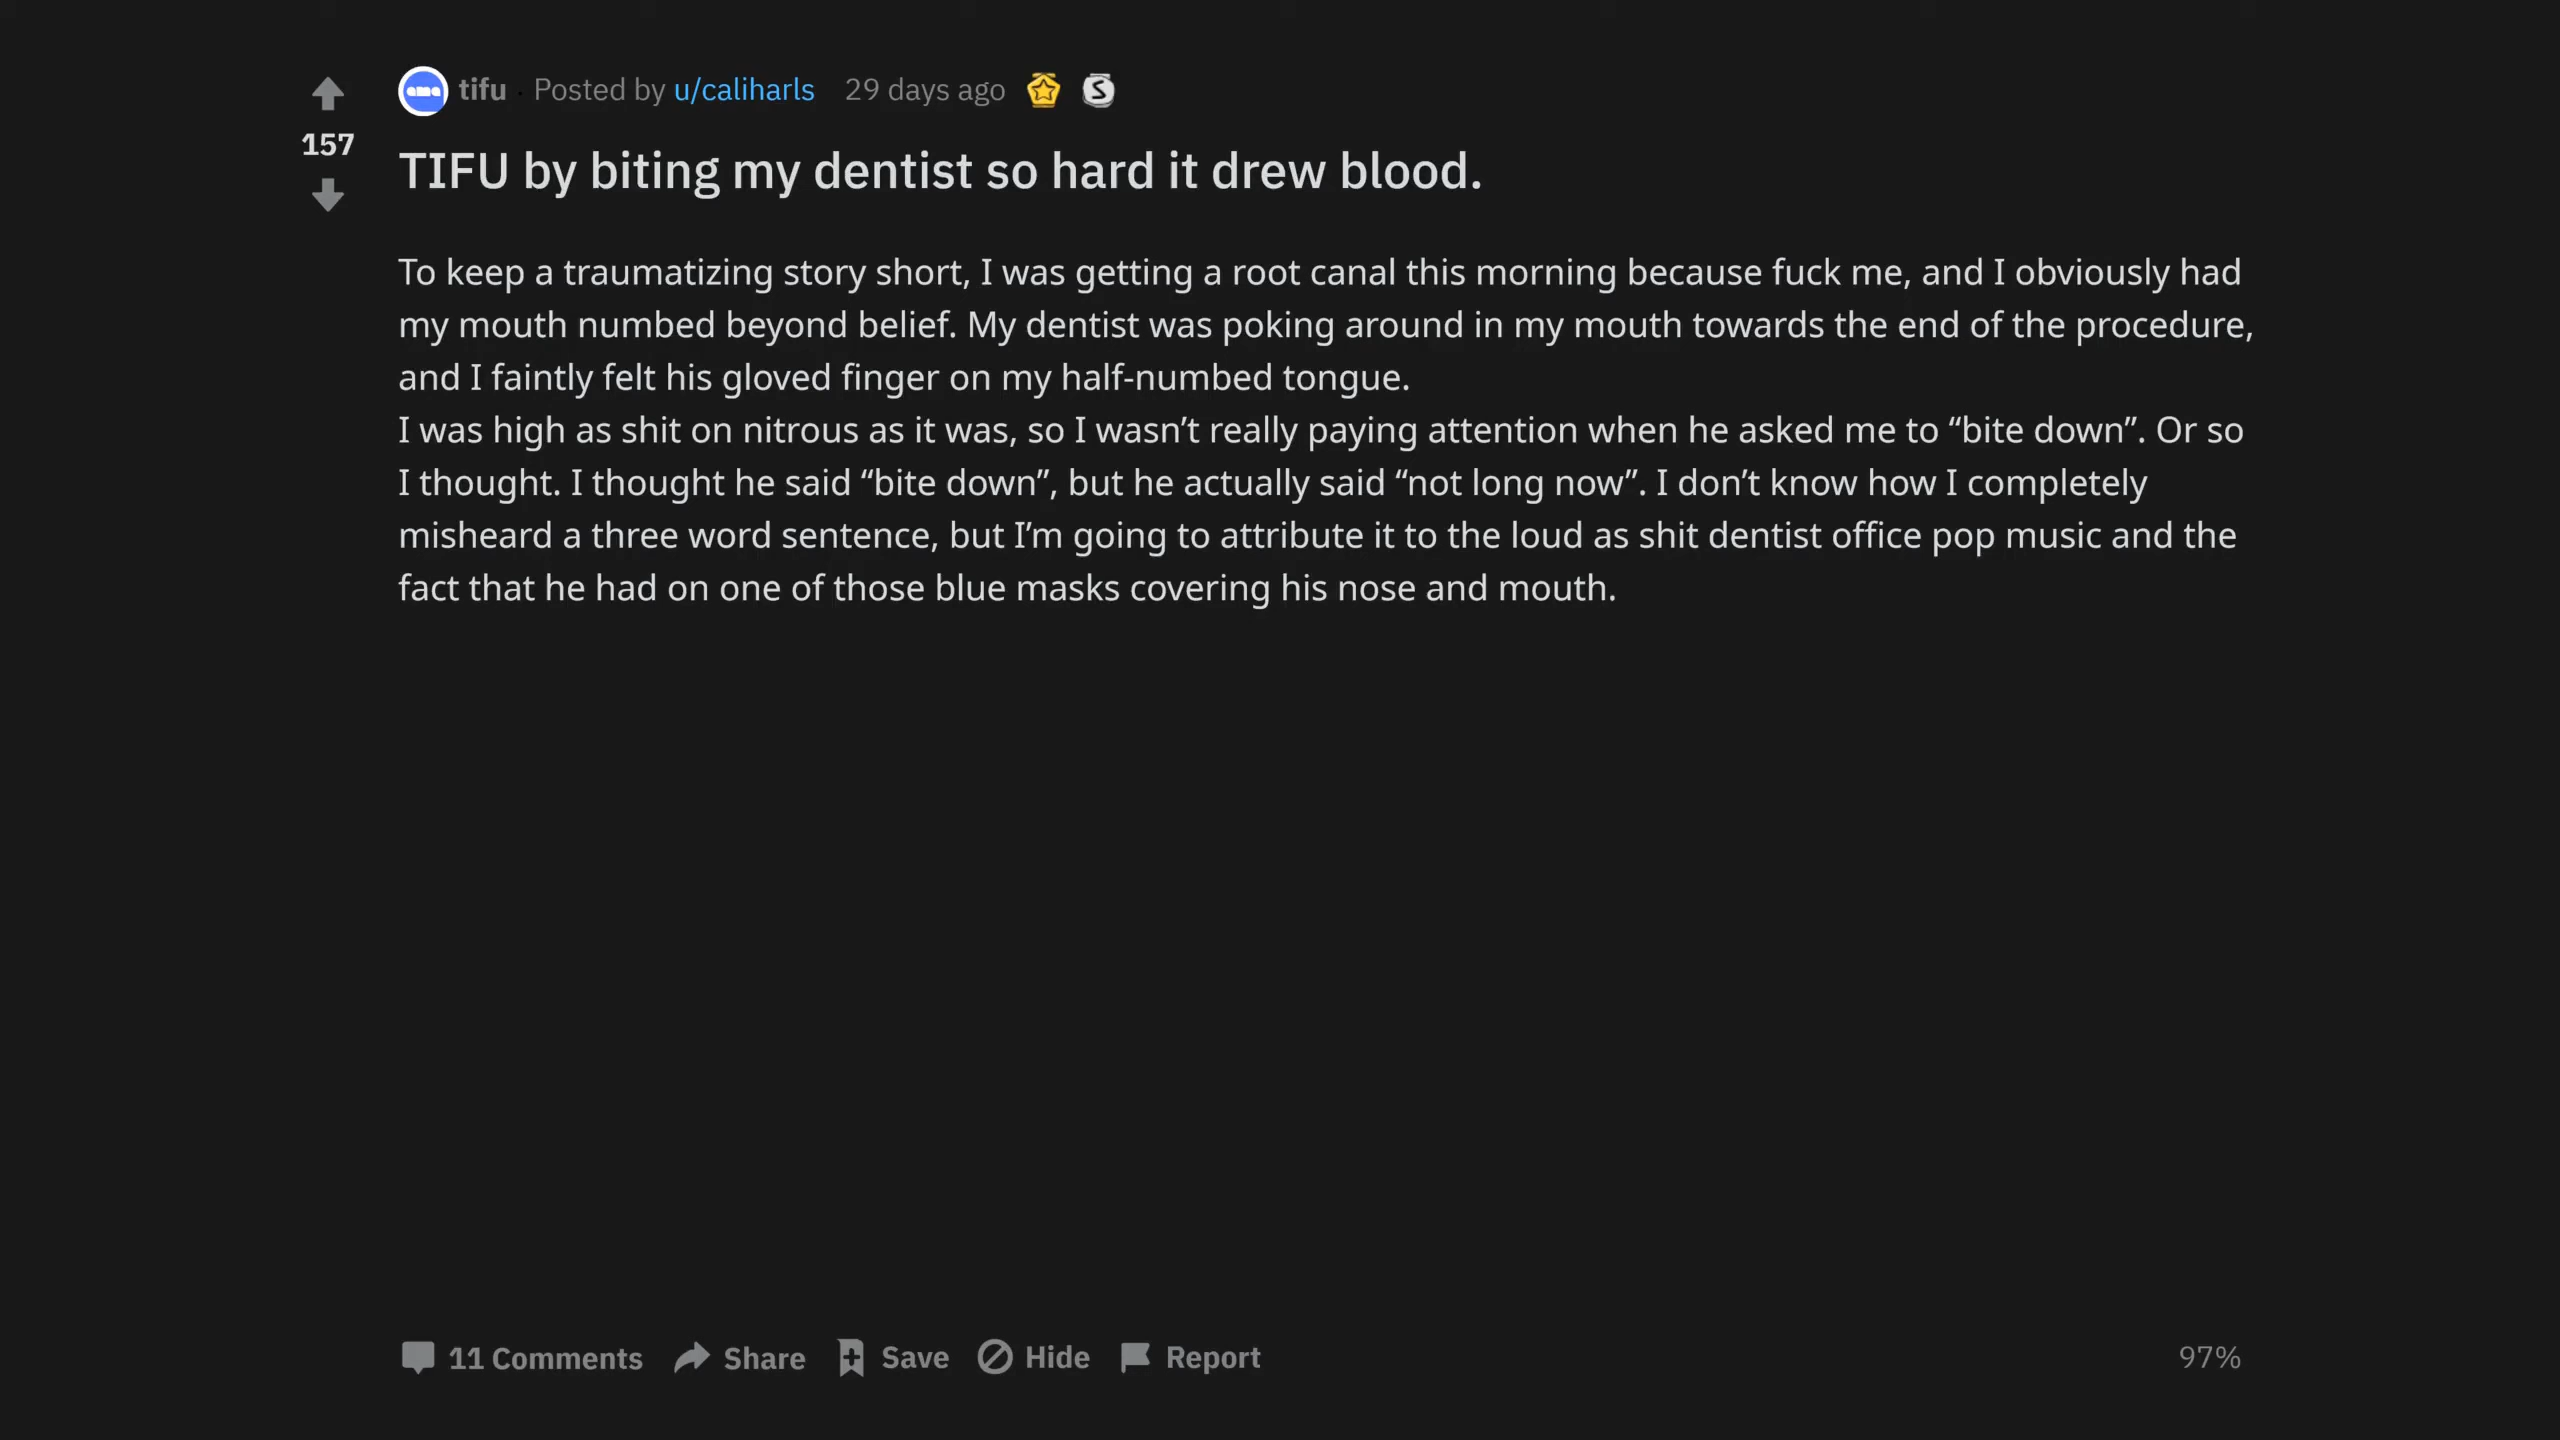 tifu · Posted by u/caliharls 29 days ago
157
TIFU by biting my dentist so hard it drew blood.
To keep a traumatizing story short, I was getting a root canal this morning because fuck me, and I obviously had
my mouth numbed beyond belief. My dentist was poking around in my mouth towards the end of the procedure,
and I faintly felt his gloved finger on my half-numbed tongue.
I was high as shit on nitrous as it was, so I wasn’t really paying attention when he asked me to “bite down”. Or so
I thought. I thought he said “bite down”, but he actually said “not long now”. I don’t know how I completely
misheard a three word sentence, but I’m going to attribute it to the loud as shit dentist office pop music and the
fact that he had on one of those blue masks covering his nose and mouth.
11 Comments Share Save Hide Report 97%